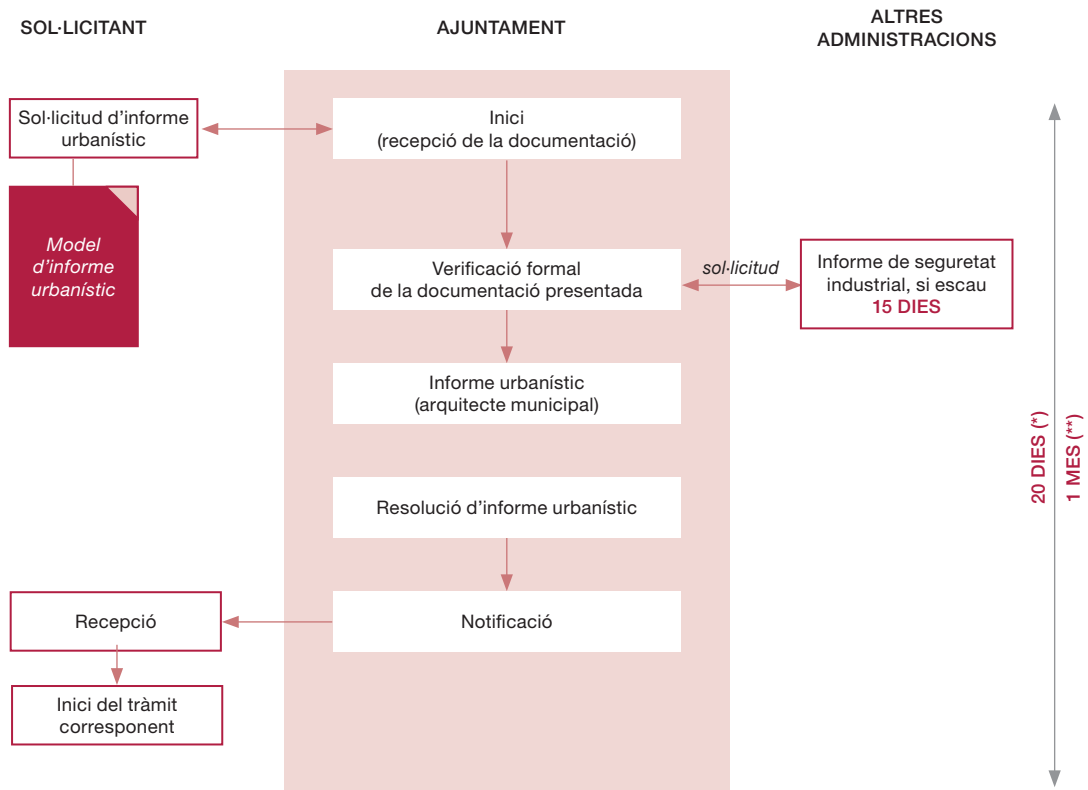 SOL·LICITANT
AJUNTAMENT
ALTRES
ADMINISTRACIONS
Sol·licitud d'informe
urbanístic
Inici
(recepció de la documentació)
Model
d'informe
urbanístic
Verificació formal
de la documentació presentada
sol·licitud
Informe de seguretat
industrial, si escau
15 DIES
Informe urbanístic
(arquitecte municipal)
20 DIES (*)
1 MES (**)
Resolució d'informe urbanístic
Recepció
Notificació
Inici del tràmit
corresponent